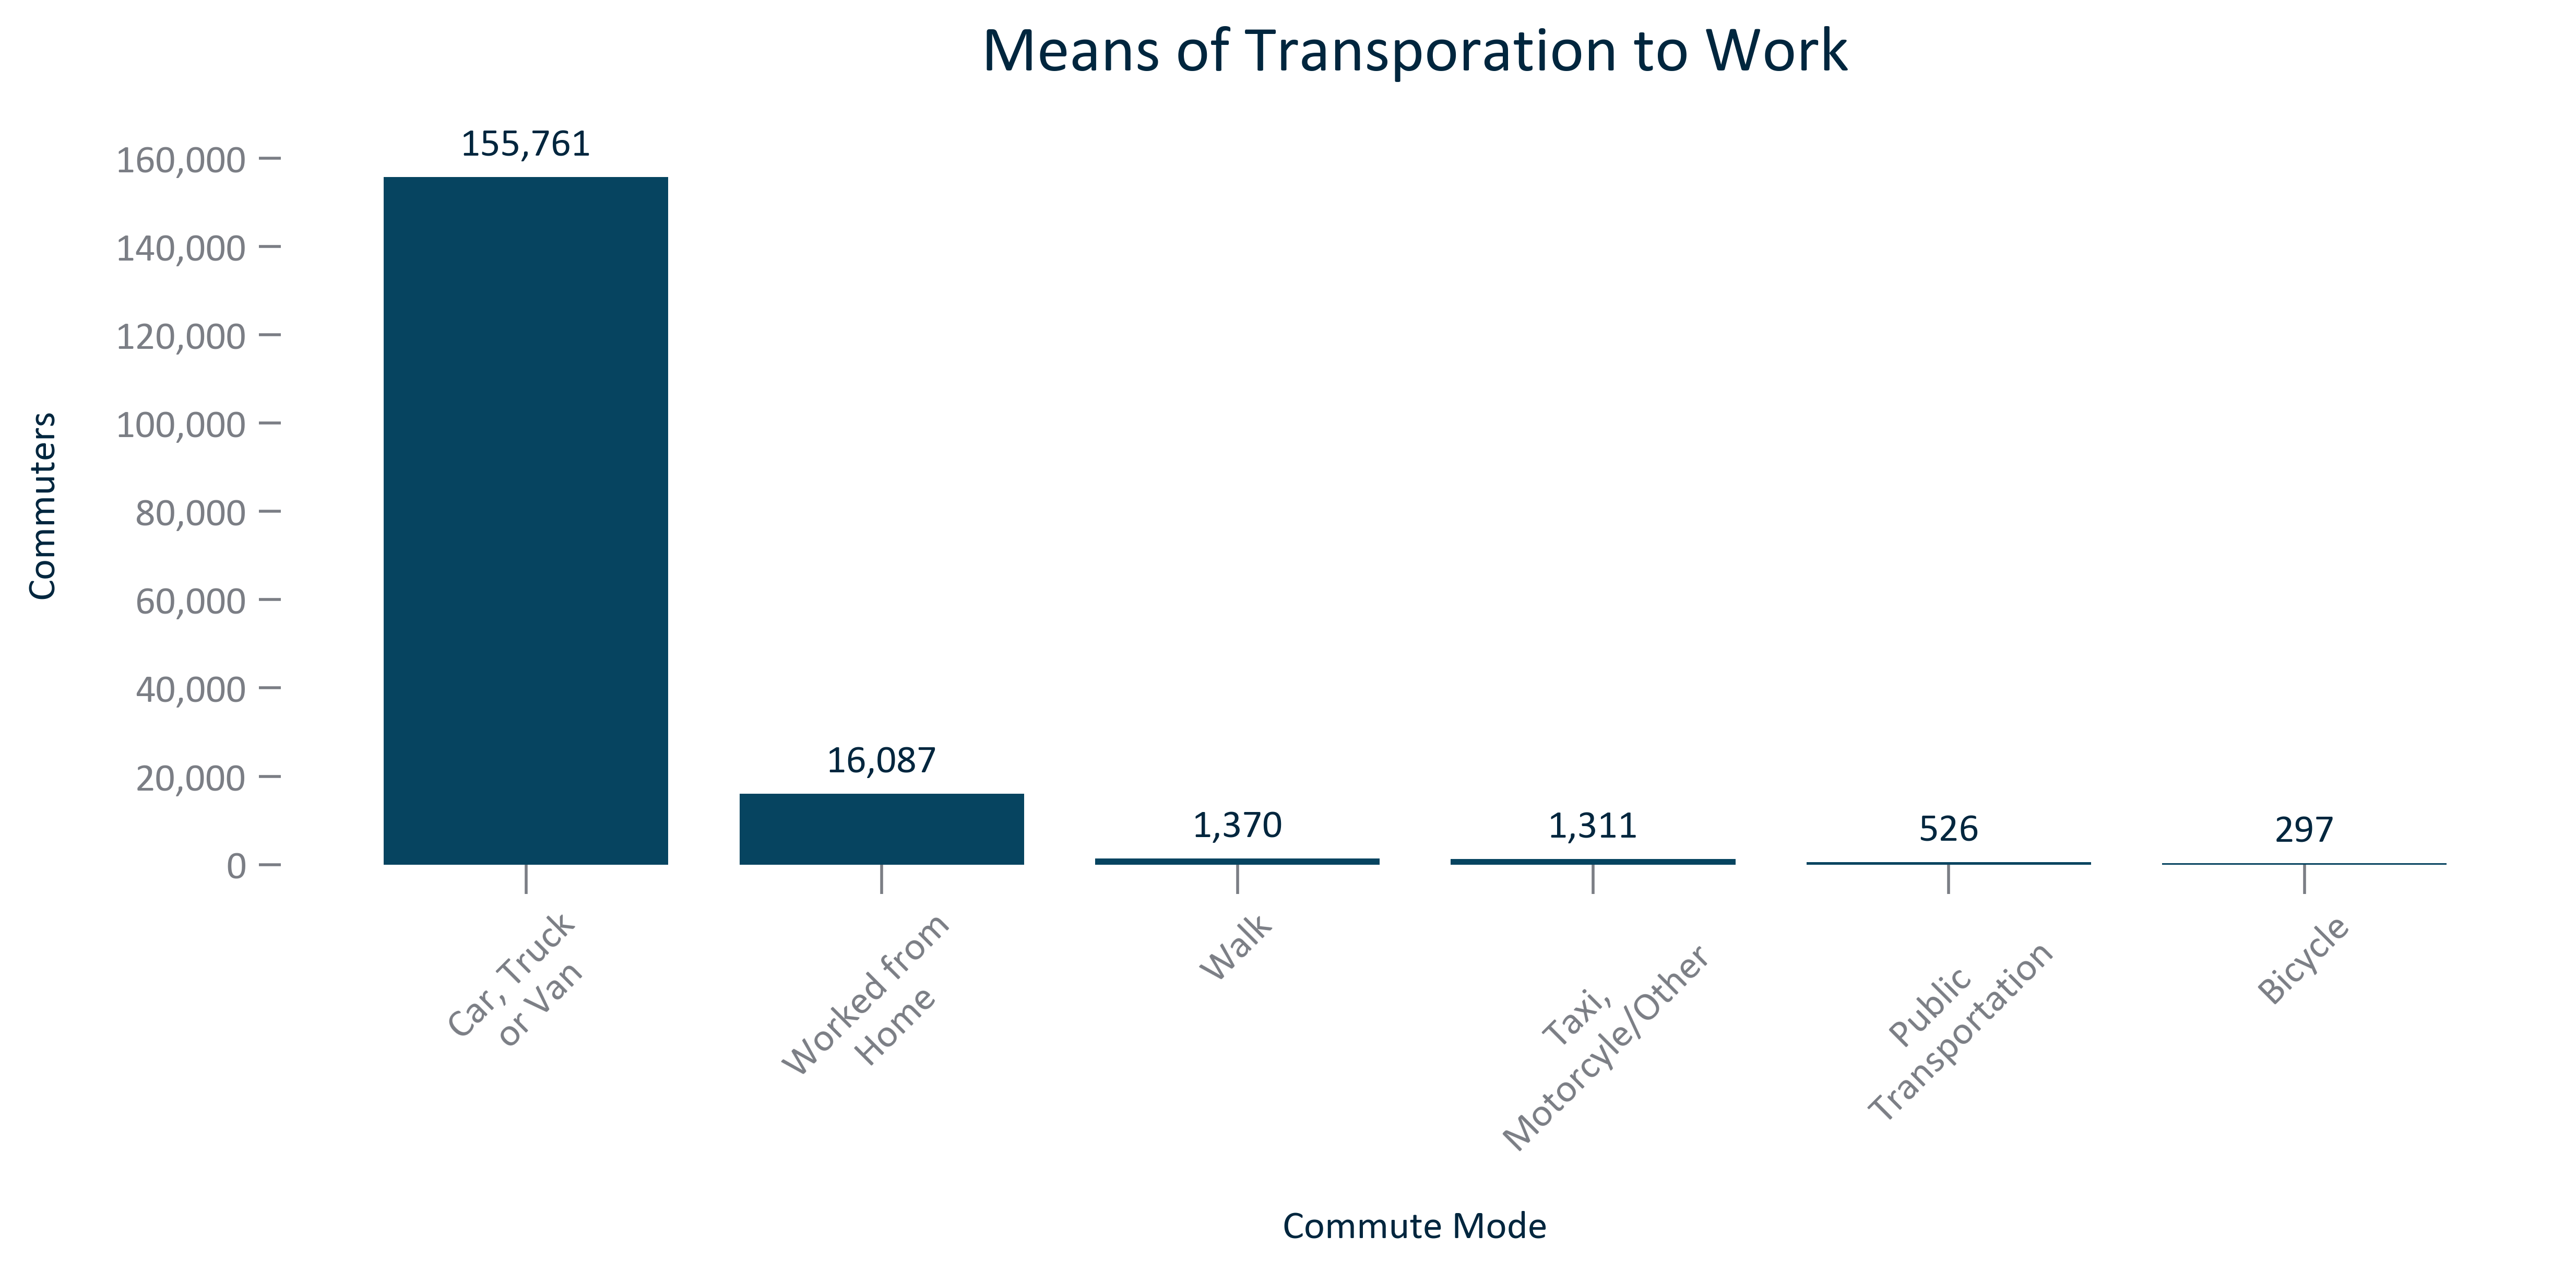 Means of Transporation to Work
Commuters
160,000
140,000
120,000
100,000
80,000
60,000
40,000
20,000
0
155,761
16,087
1,370
1,311
526
297
Car, Truck
or Van
Worked from
Home
Walk
Taxi,
Motorcyle/Other
Public
Transportation
Bicycle
Commute Mode